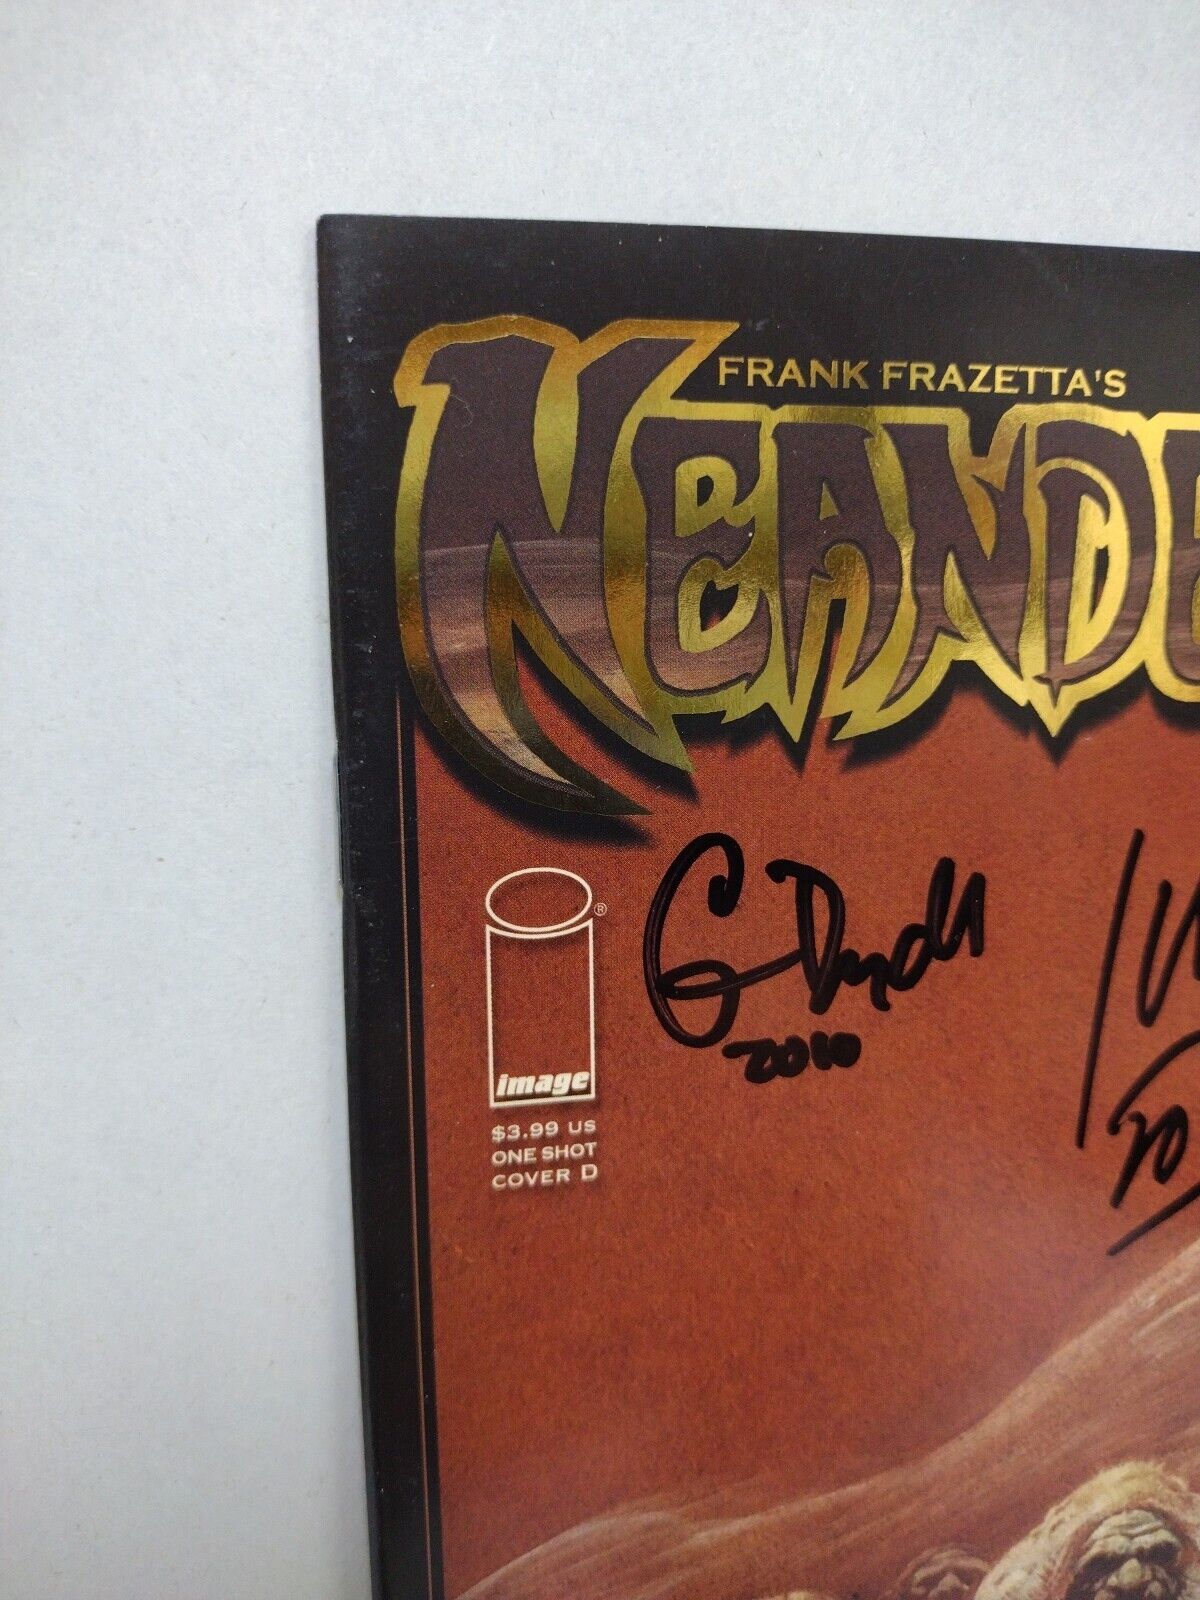 FRANK FRAZETTA'S
NEANDE
®
image
$3.99 US
ONE SHOT
COVER D
2010